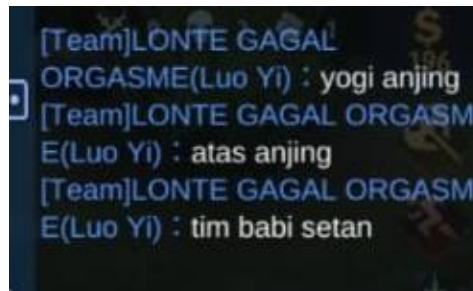 [Team]LONTE GAGAL
ORGASME(Luo Yi) : yogi anjing
[Team]LONTE GAGAL ORGASM
E(Luo Yi) : atas anjing
[Team]LONTE GAGAL ORGASM
E(Luo Yi) : tim babi setan